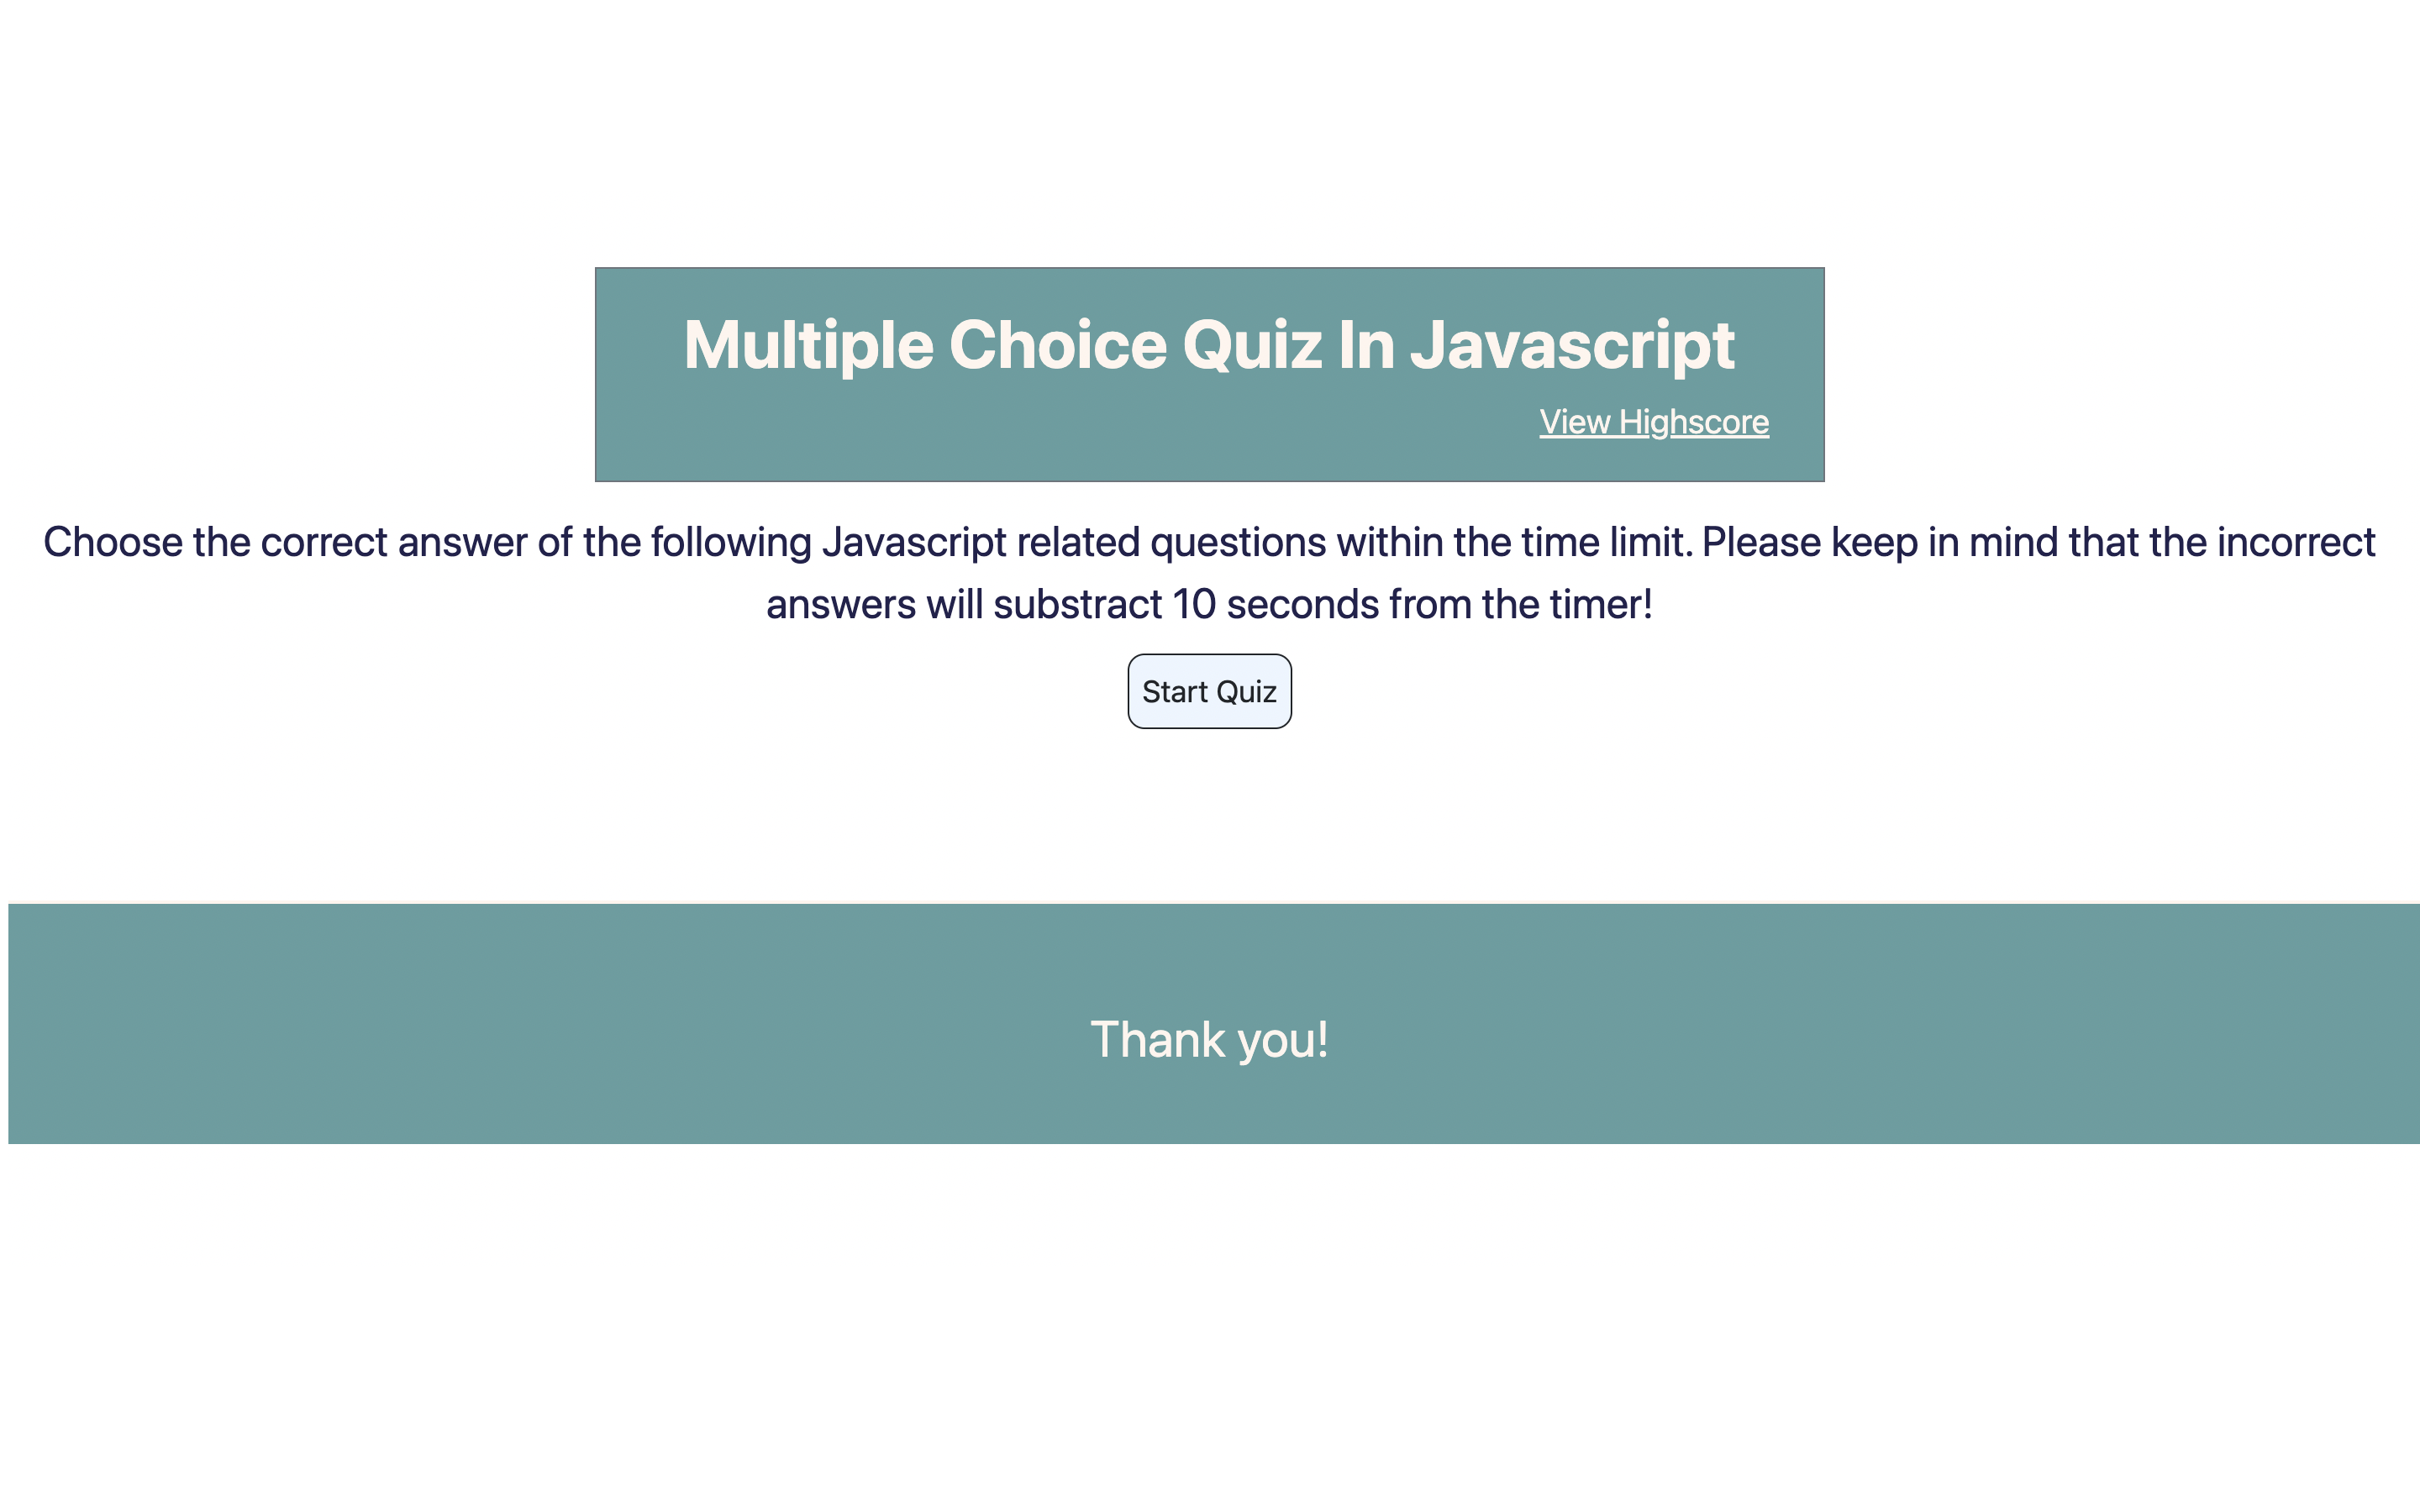 Multiple Choice Quiz In Javascript
View Highscore
Choose the correct answer of the following Javascript related questions within the time limit. Please keep in mind that the incorrect
answers will substract 10 seconds from the timer!
Start Quiz
Thank you!